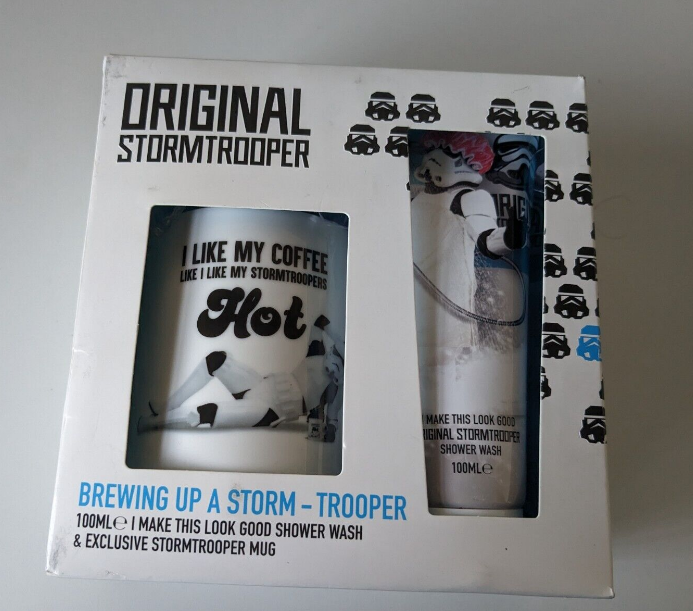 ORIGINAL
STORMTROOPER
I LIKE MY COFFEE
LIKE I LIKE MY STORMTROOPERS
Hot
I MAKE THIS LOOK GOOD
RIGINAL STORMTROOPER
SHOWER WASH
100ML℮
BREWING UP A STORM - TROOPER
100ML℮ I MAKE THIS LOOK GOOD SHOWER WASH
& EXCLUSIVE STORMTROOPER MUG